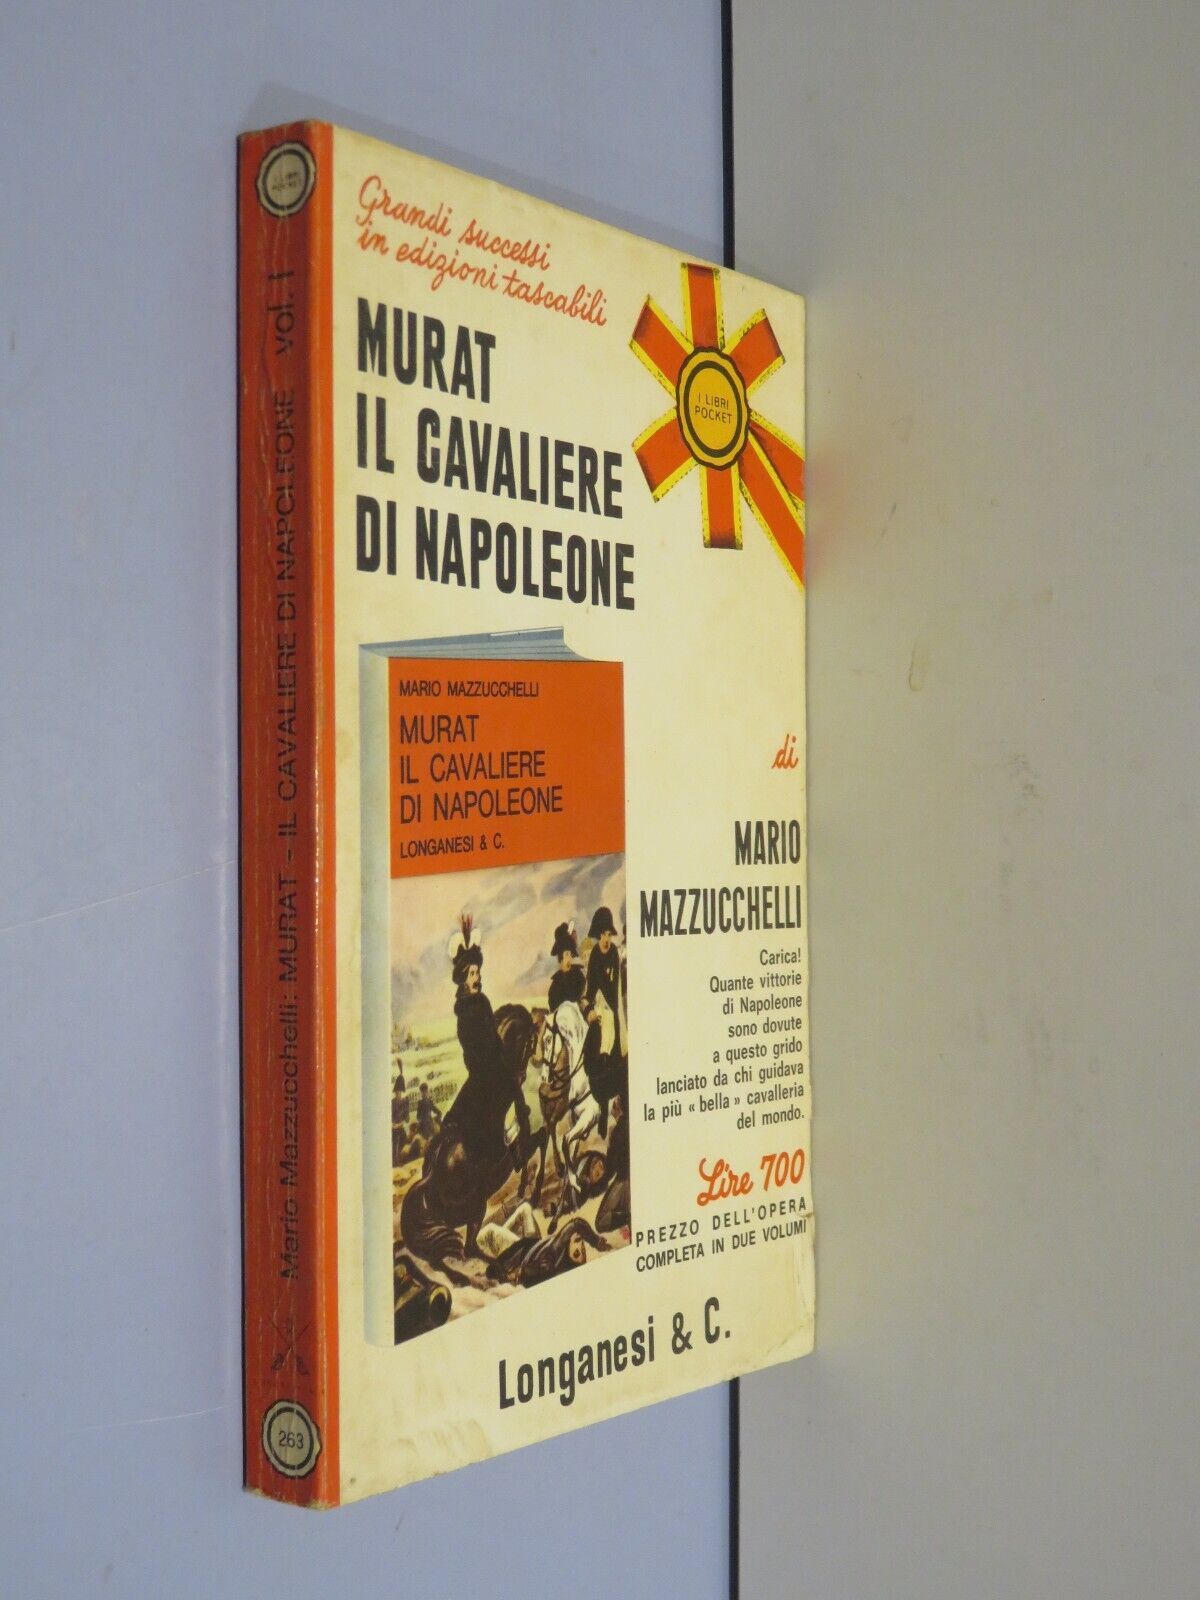 I LIBRI
POCKET
Mario Mazzucchelli: MURAT - IL CAVALIERE DI NAPOLEONE vol. I
263
Grandi successi
in edizioni tascabili
MURAT
IL CAVALIERE
DI NAPOLEONE
I LIBRI
POCKET
MARIO MAZZUCCHELLI
MURAT
IL CAVALIERE
DI NAPOLEONE
LONGANESI & C.
di
MARIO
MAZZUCCHELLI
Carica!
Quante vittorie
di Napoleone
sono dovute
a questo grido
lanciato da chi guidava
la più « bella » cavalleria
del mondo.
Lire 700
PREZZO DELL'OPERA
COMPLETA IN DUE VOLUMI
Longanesi & C.